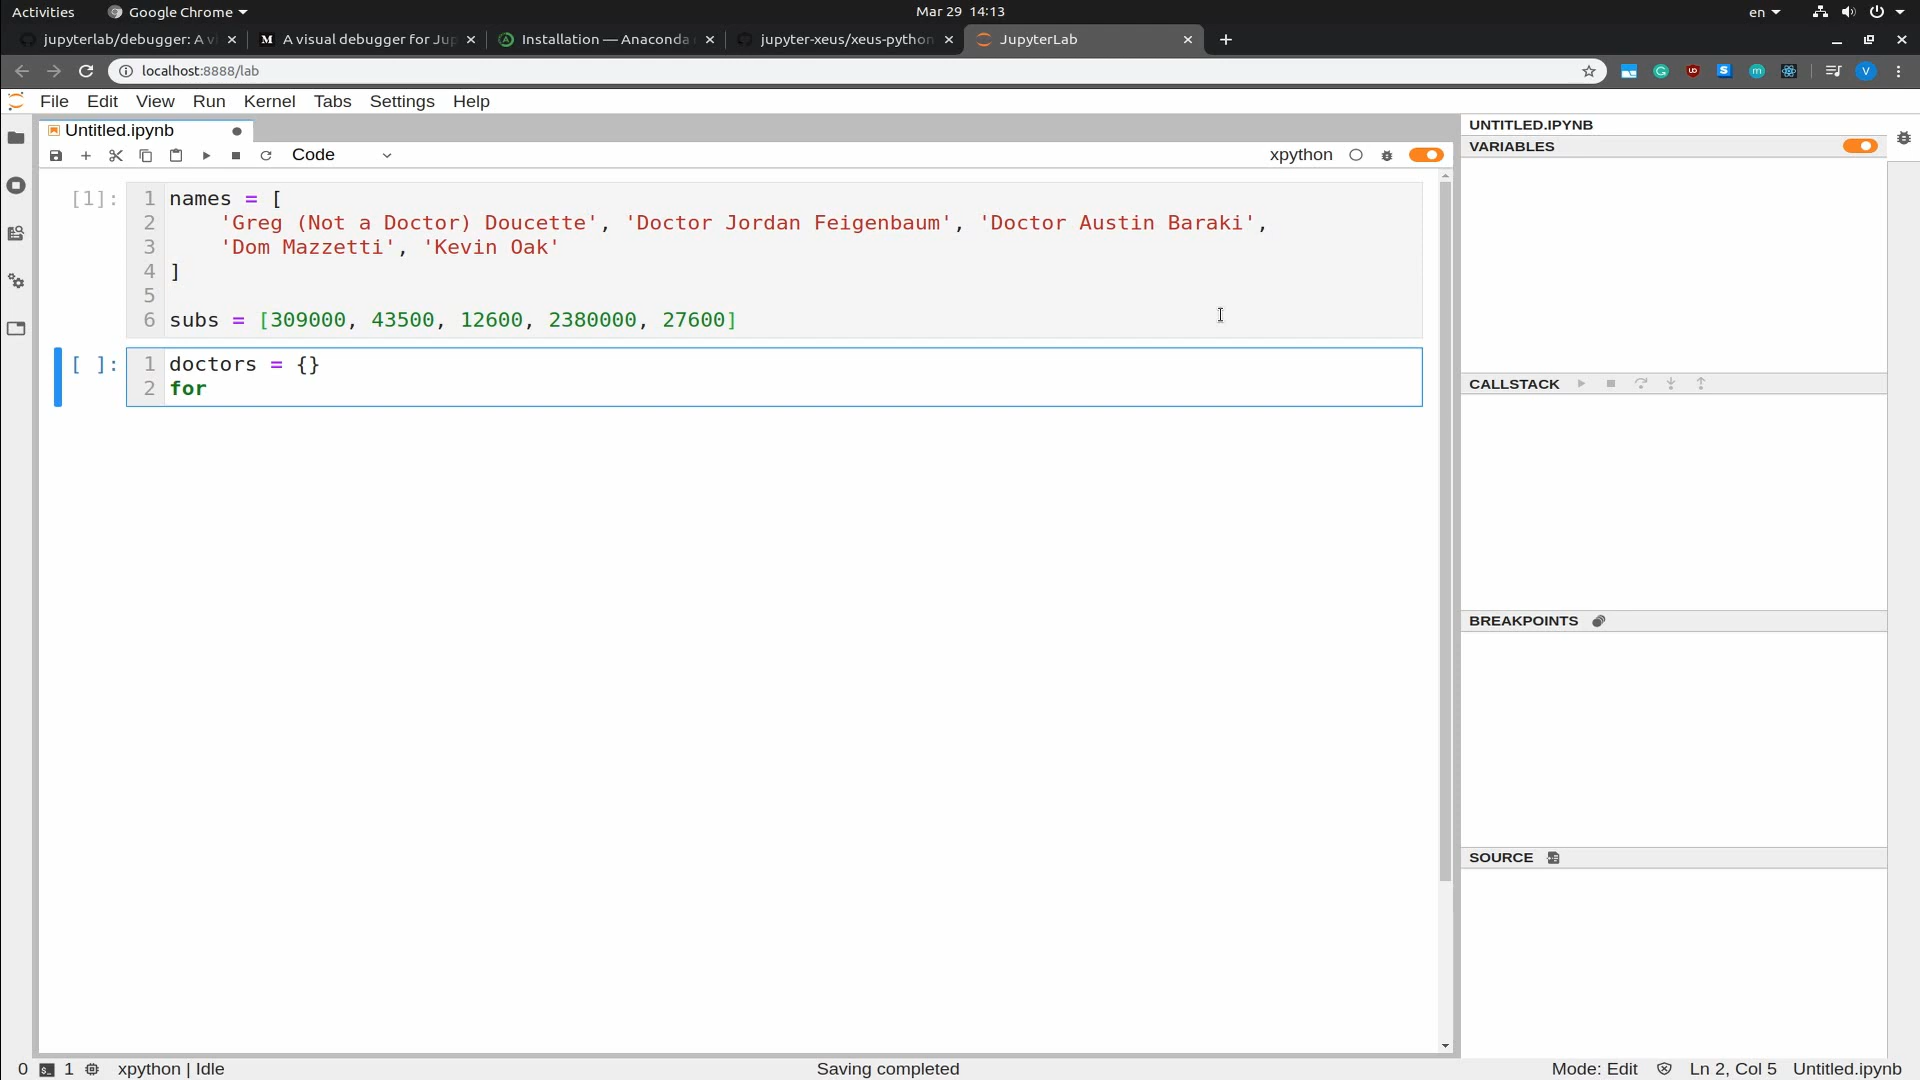 Activities Google Chrome Mar 29 14:13 en
jupyterlab/debugger: A vi A visual debugger for Jup Installation — Anaconda jupyter-xeus/xeus-python JupyterLab
localhost:8888/lab
File Edit View Run Kernel Tabs Settings Help
Untitled.ipynb
Code xpython
[1]:
1 names = [
2 'Greg (Not a Doctor) Doucette', 'Doctor Jordan Feigenbaum', 'Doctor Austin Baraki',
3 'Dom Mazzetti', 'Kevin Oak'
4 ]
5
6 subs = [309000, 43500, 12600, 2380000, 27600]
[ ]:
1 doctors = {}
2 for
UNTITLED.IPYNB
VARIABLES
CALLSTACK
BREAKPOINTS
SOURCE
0 1 xpython | Idle Saving completed Mode: Edit Ln 2, Col 5 Untitled.ipynb